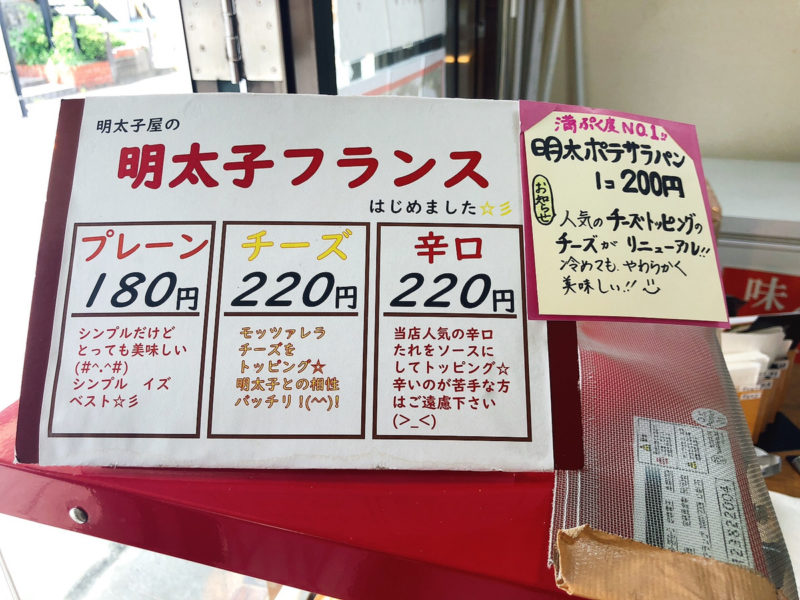 明太子屋の
明太子フランス
はじめました☆彡
プレーン
180円
シンプルだけど
とっても美味しい
(#^.^#)
シンプル イズ
ベスト☆彡
チーズ
220円
モッツァレラ
チーズを
トッピング☆
明太子との相性
バッチリ!(^^)!
辛口
220円
当店人気の辛口
たれをソースに
してトッピング☆
辛いのが苦手な方
はご遠慮下さい
(>_<)
満ぷく度NO.1!!
明太ポテサラパン
1コ200円
お知らせ
人気のチーズトッピングの
チーズが リニューアル!!
冷めても、やわらかく
美味しい!!
味